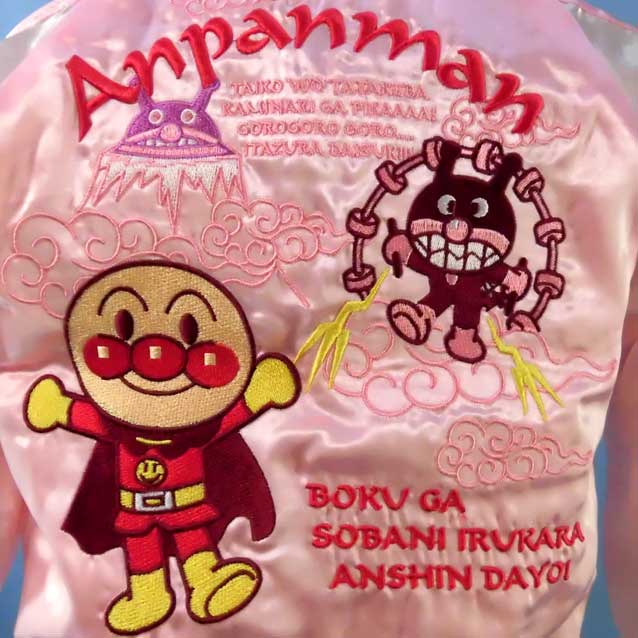 Anpanman
TAIKO WO TATAKEBA
KAMINARI GA PIKAAAA!
GOROGORO GORO....
ITAZURA DAISUKI!!
BOKU GA
SOBANI IRUKARA
ANSHIN DAYO!